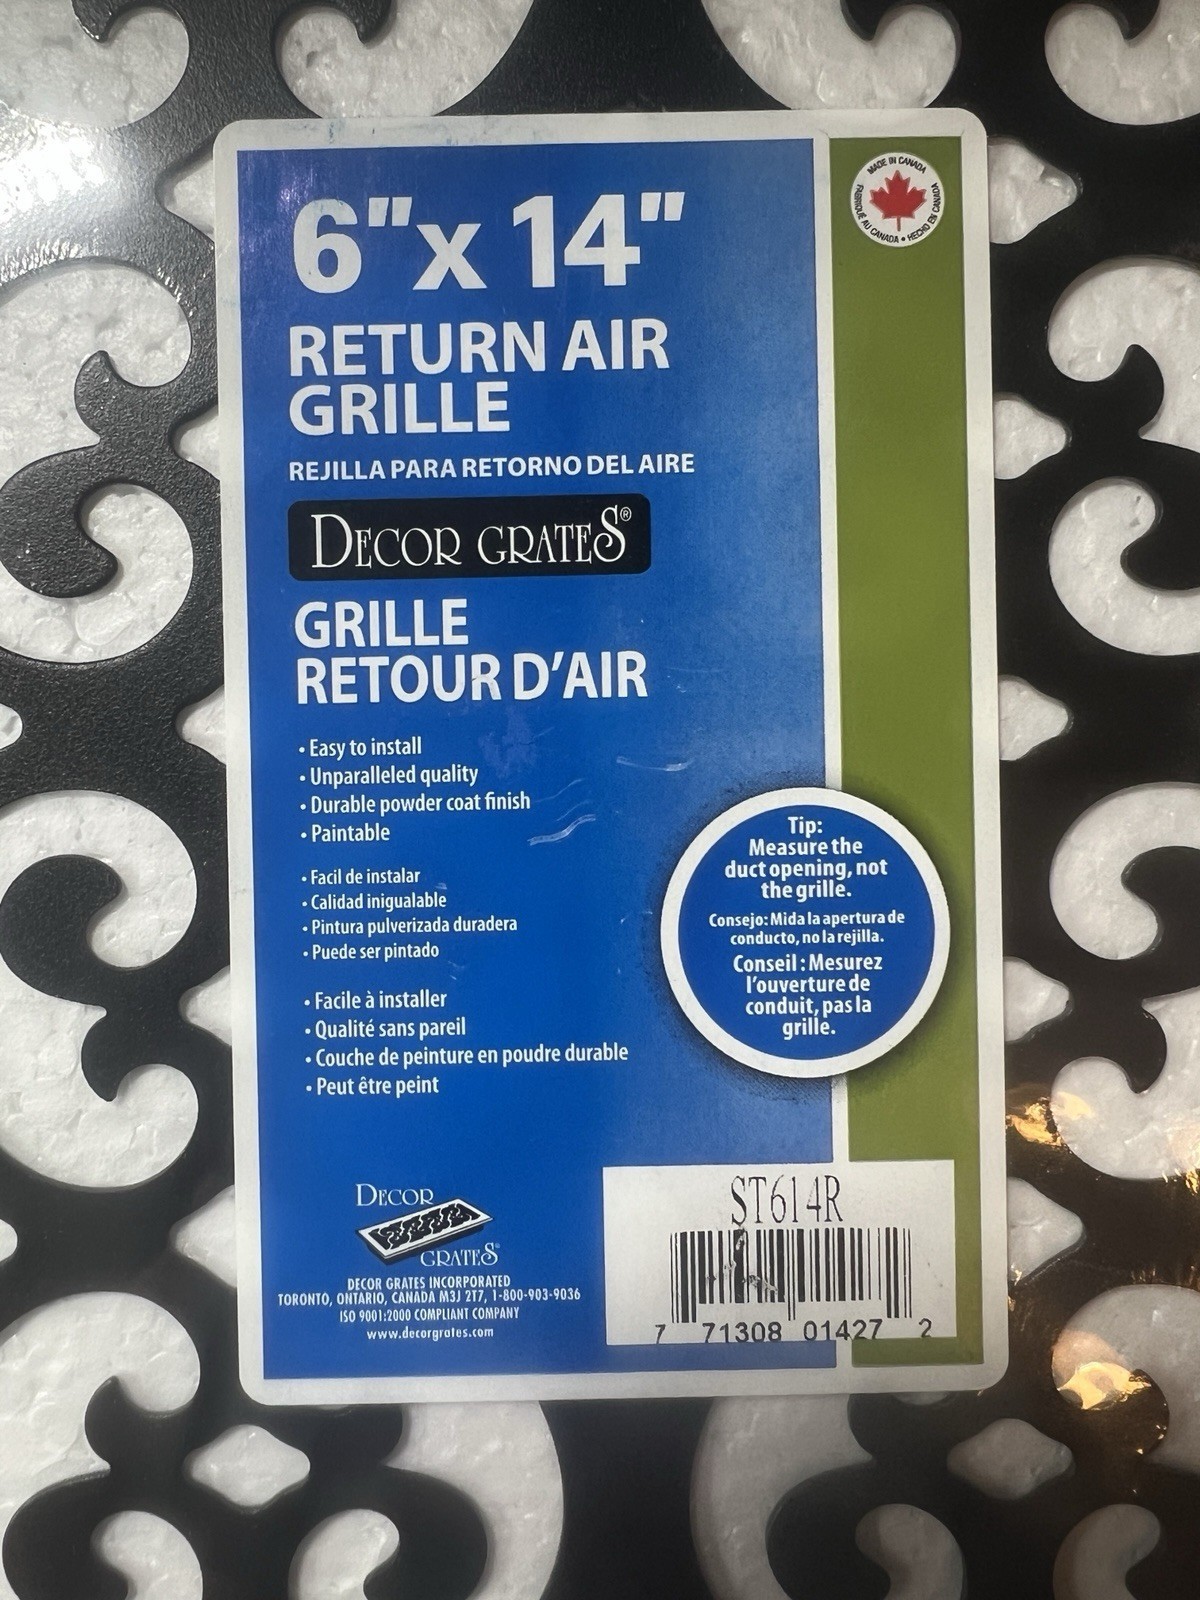 MADE IN CANADA
FABRIQUÉ AU CANADA • HECHO EN CANADA
6" x 14"
RETURN AIR
GRILLE
REJILLA PARA RETORNO DEL AIRE
DECOR GRATES®
GRILLE
RETOUR D'AIR
• Easy to install
• Unparalleled quality
• Durable powder coat finish
• Paintable
• Facil de instalar
• Calidad inigualable
• Pintura pulverizada duradera
• Puede ser pintado
• Facile à installer
• Qualité sans pareil
• Couche de peinture en poudre durable
• Peut être peint
Tip:
Measure the
duct opening, not
the grille.
Consejo: Mida la apertura de
conducto, no la rejilla.
Conseil : Mesurez
l'ouverture de
conduit, pas la
grille.
DECOR
GRATES®
DECOR GRATES INCORPORATED
TORONTO, ONTARIO, CANADA M3J 2T7, 1-800-903-9036
ISO 9001:2000 COMPLIANT COMPANY
www.decorgrates.com
ST614R
7 71308 01427 2